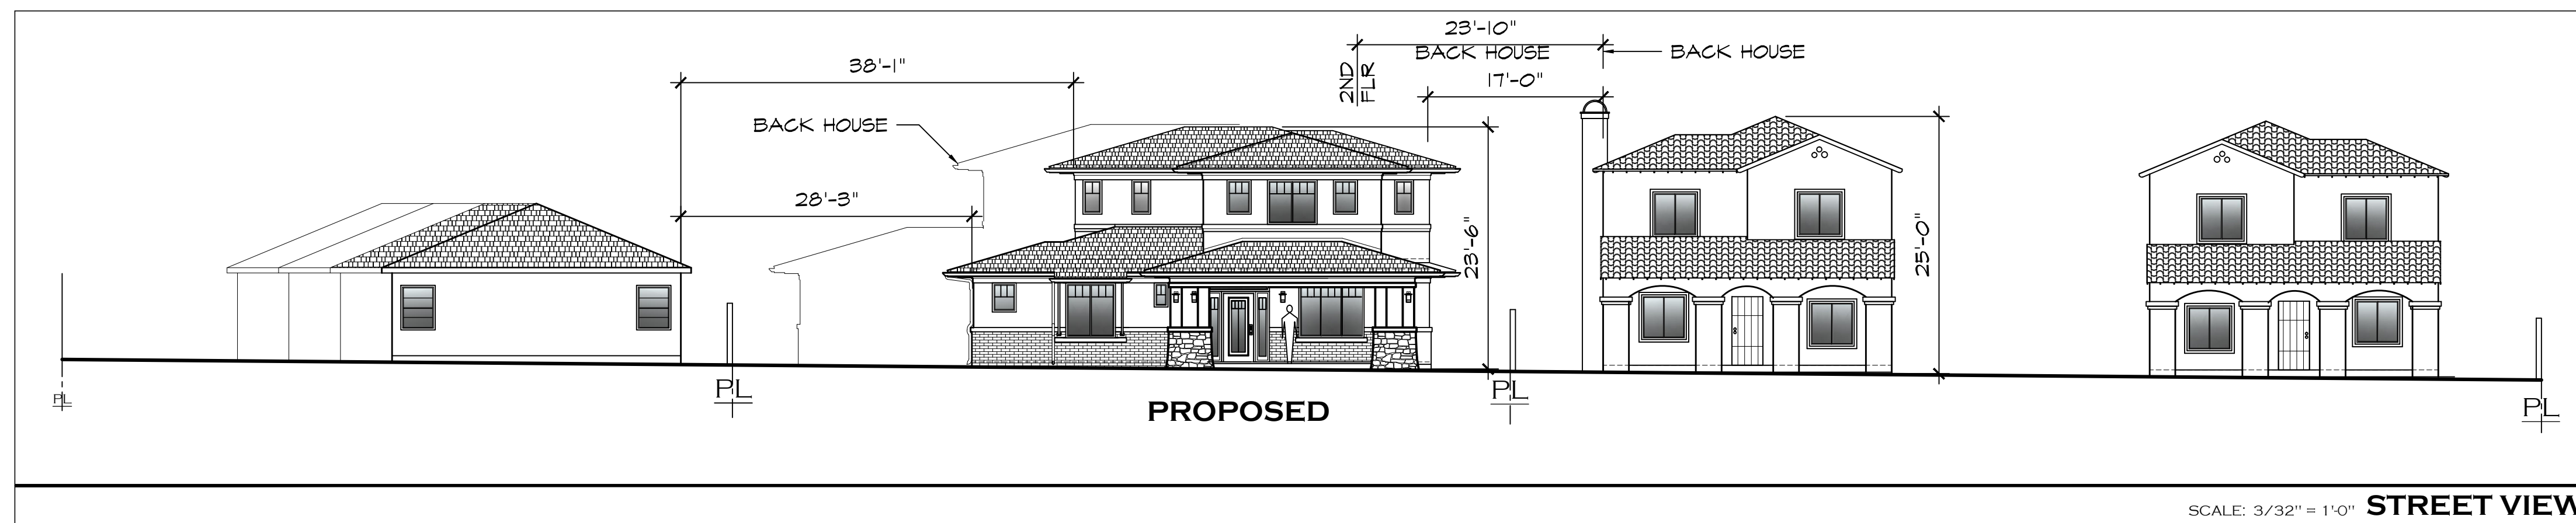 23'-10"
BACK HOUSE
BACK HOUSE
38'-1"
2ND
FLR
17'-0"
BACK HOUSE
28'-3"
23'-6"
25'-0"
PL
PL
PL
PL
PROPOSED
SCALE: 3/32" = 1'-0" STREET VIEW